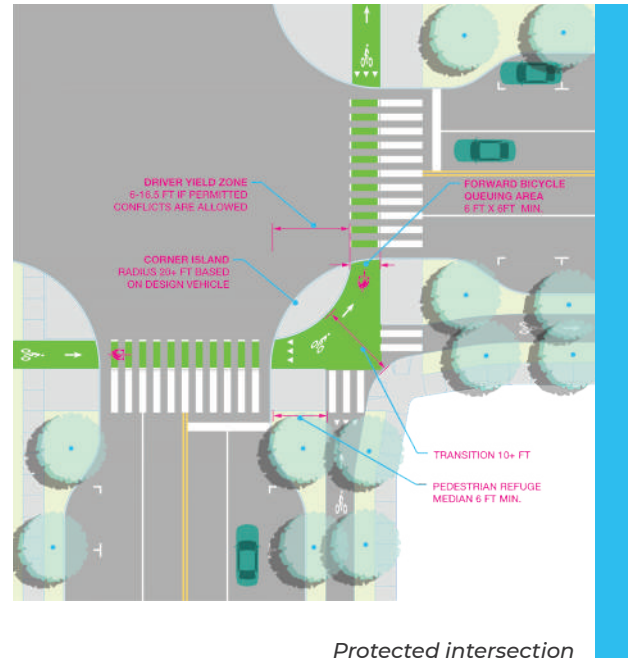 DRIVER YIELD ZONE
6-16.5 FT IF PERMITTED
CONFLICTS ARE ALLOWED
FORWARD BICYCLE
QUEUING AREA
6 FT X 6FT MIN.
CORNER ISLAND
RADIUS 20+ FT BASED
ON DESIGN VEHICLE
TRANSITION 10+ FT
PEDESTRIAN REFUGE
MEDIAN 6 FT MIN.
Protected intersection